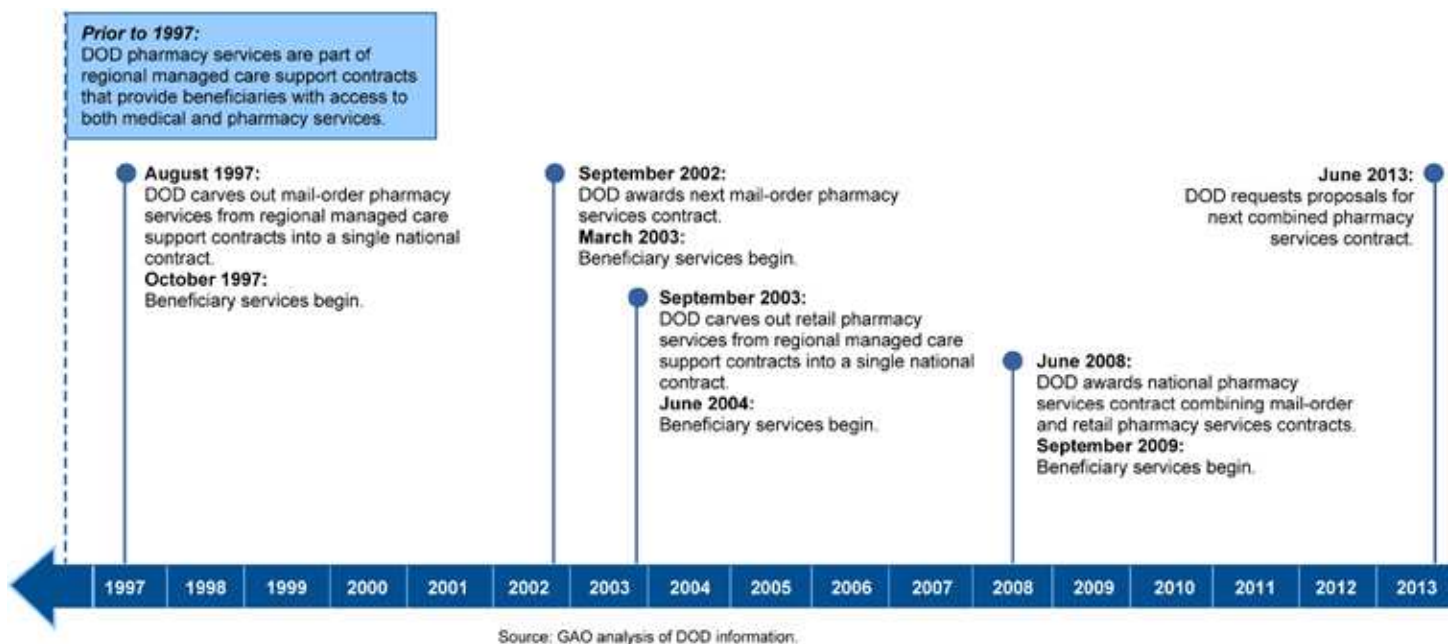 Prior to 1997:
DOD pharmacy services are part of
regional managed care support contracts
that provide beneficiaries with access to
both medical and pharmacy services.
August 1997:
DOD carves out mail-order pharmacy
services from regional managed care
support contracts into a single national
contract.
October 1997:
Beneficiary services begin.
September 2002:
DOD awards next mail-order pharmacy
services contract.
March 2003:
Beneficiary services begin.
September 2003:
DOD carves out retail pharmacy
services from regional managed care
support contracts into a single national
contract.
June 2004:
Beneficiary services begin.
June 2008:
DOD awards national pharmacy
services contract combining mail-order
and retail pharmacy services contracts.
September 2009:
Beneficiary services begin.
June 2013:
DOD requests proposals for
next combined pharmacy
services contract.
1997 1998 1999 2000 2001 2002 2003 2004 2005 2006 2007 2008 2009 2010 2011 2012 2013
Source: GAO analysis of DOD information.